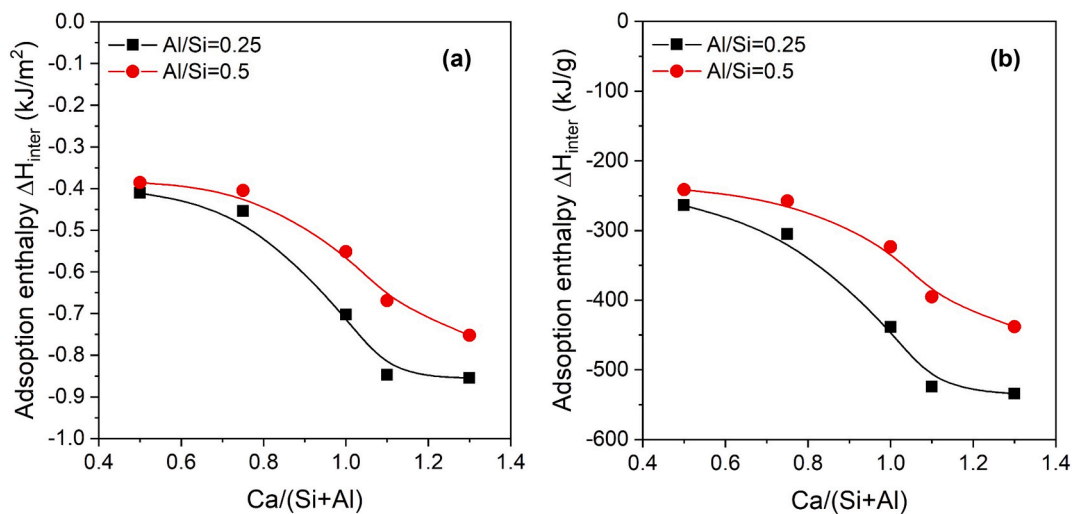 Al/Si=0.25
Al/Si=0.5
(a)
Adsoption enthalpy ΔH_inter (kJ/m²)
0.0
-0.1
-0.2
-0.3
-0.4
-0.5
-0.6
-0.7
-0.8
-0.9
-1.0
0.4 0.6 0.8 1.0 1.2 1.4
Ca/(Si+Al)
Al/Si=0.25
Al/Si=0.5
(b)
Adsoption enthalpy ΔH_inter (kJ/g)
0
-100
-200
-300
-400
-500
-600
0.4 0.6 0.8 1.0 1.2 1.4
Ca/(Si+Al)